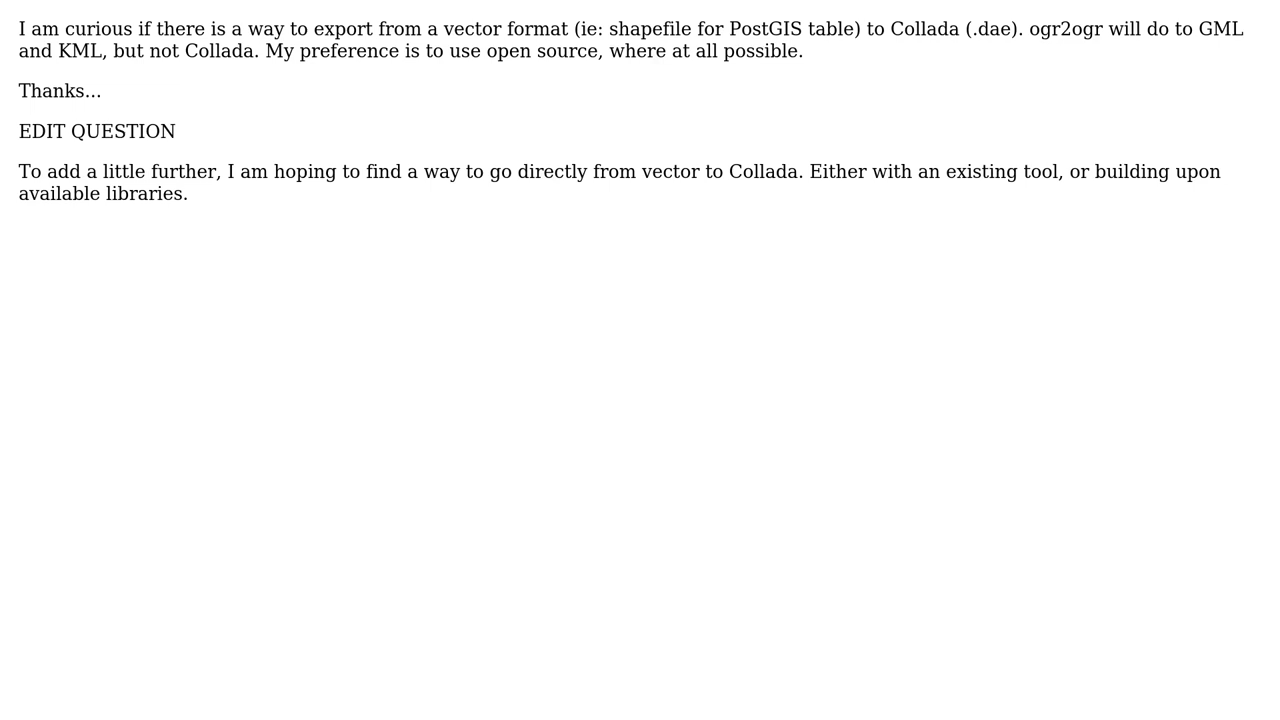 I am curious if there is a way to export from a vector format (ie: shapefile for PostGIS table) to Collada (.dae). ogr2ogr will do to GML
and KML, but not Collada. My preference is to use open source, where at all possible.
Thanks...
EDIT QUESTION
To add a little further, I am hoping to find a way to go directly from vector to Collada. Either with an existing tool, or building upon
available libraries.